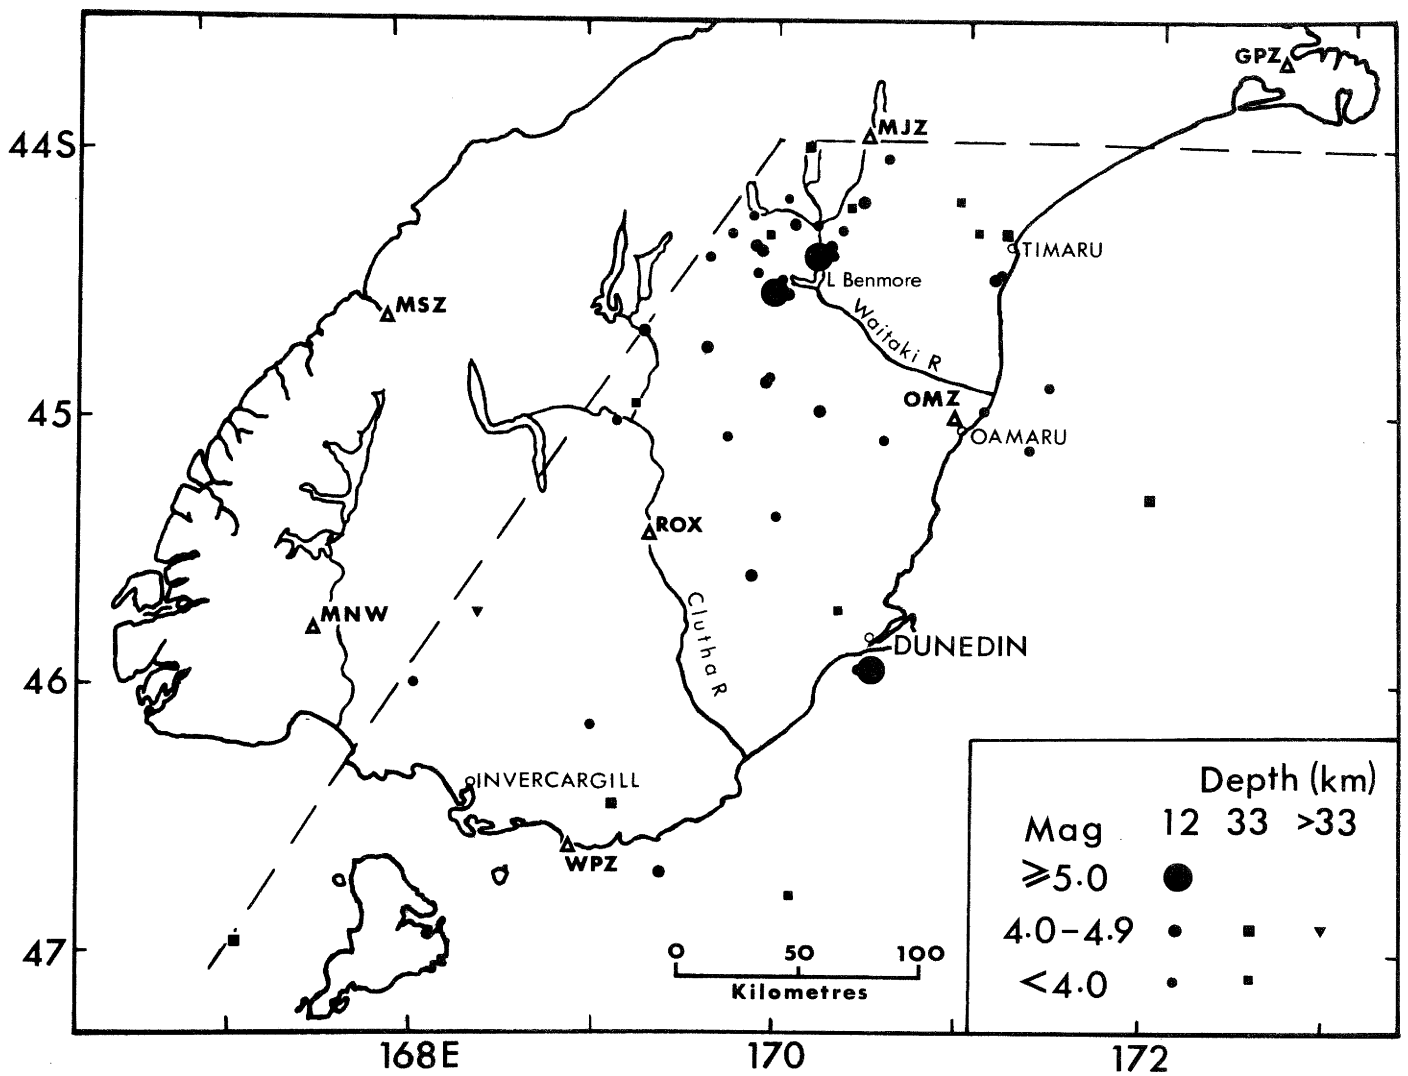 GPZ
44S
MJZ
TIMARU
MSZ
L Benmore
Waitaki R
45
OMZ
OAMARU
ROX
MNW
Clutha R
DUNEDIN
46
INVERCARGILL
WPZ
47
0 50 100
Kilometres
Depth (km)
Mag 12 33 >33
⩾5.0
4.0-4.9
<4.0
168E 170 172